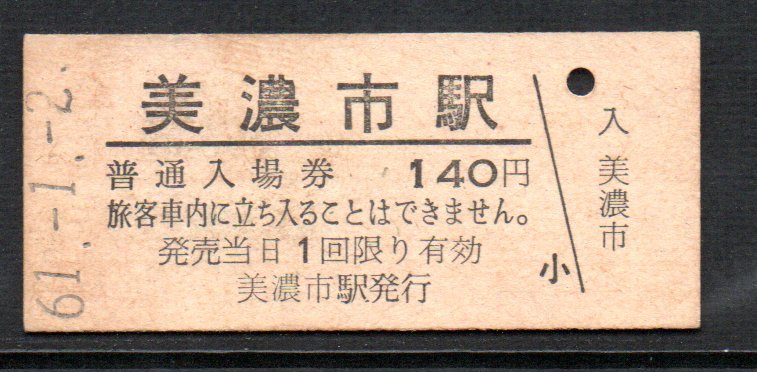 61.-1.-2.
美濃市駅
普通入場券 140円
旅客車内に立ち入ることはできません。
発売当日1回限り有効
美濃市駅発行
小
入 美濃市